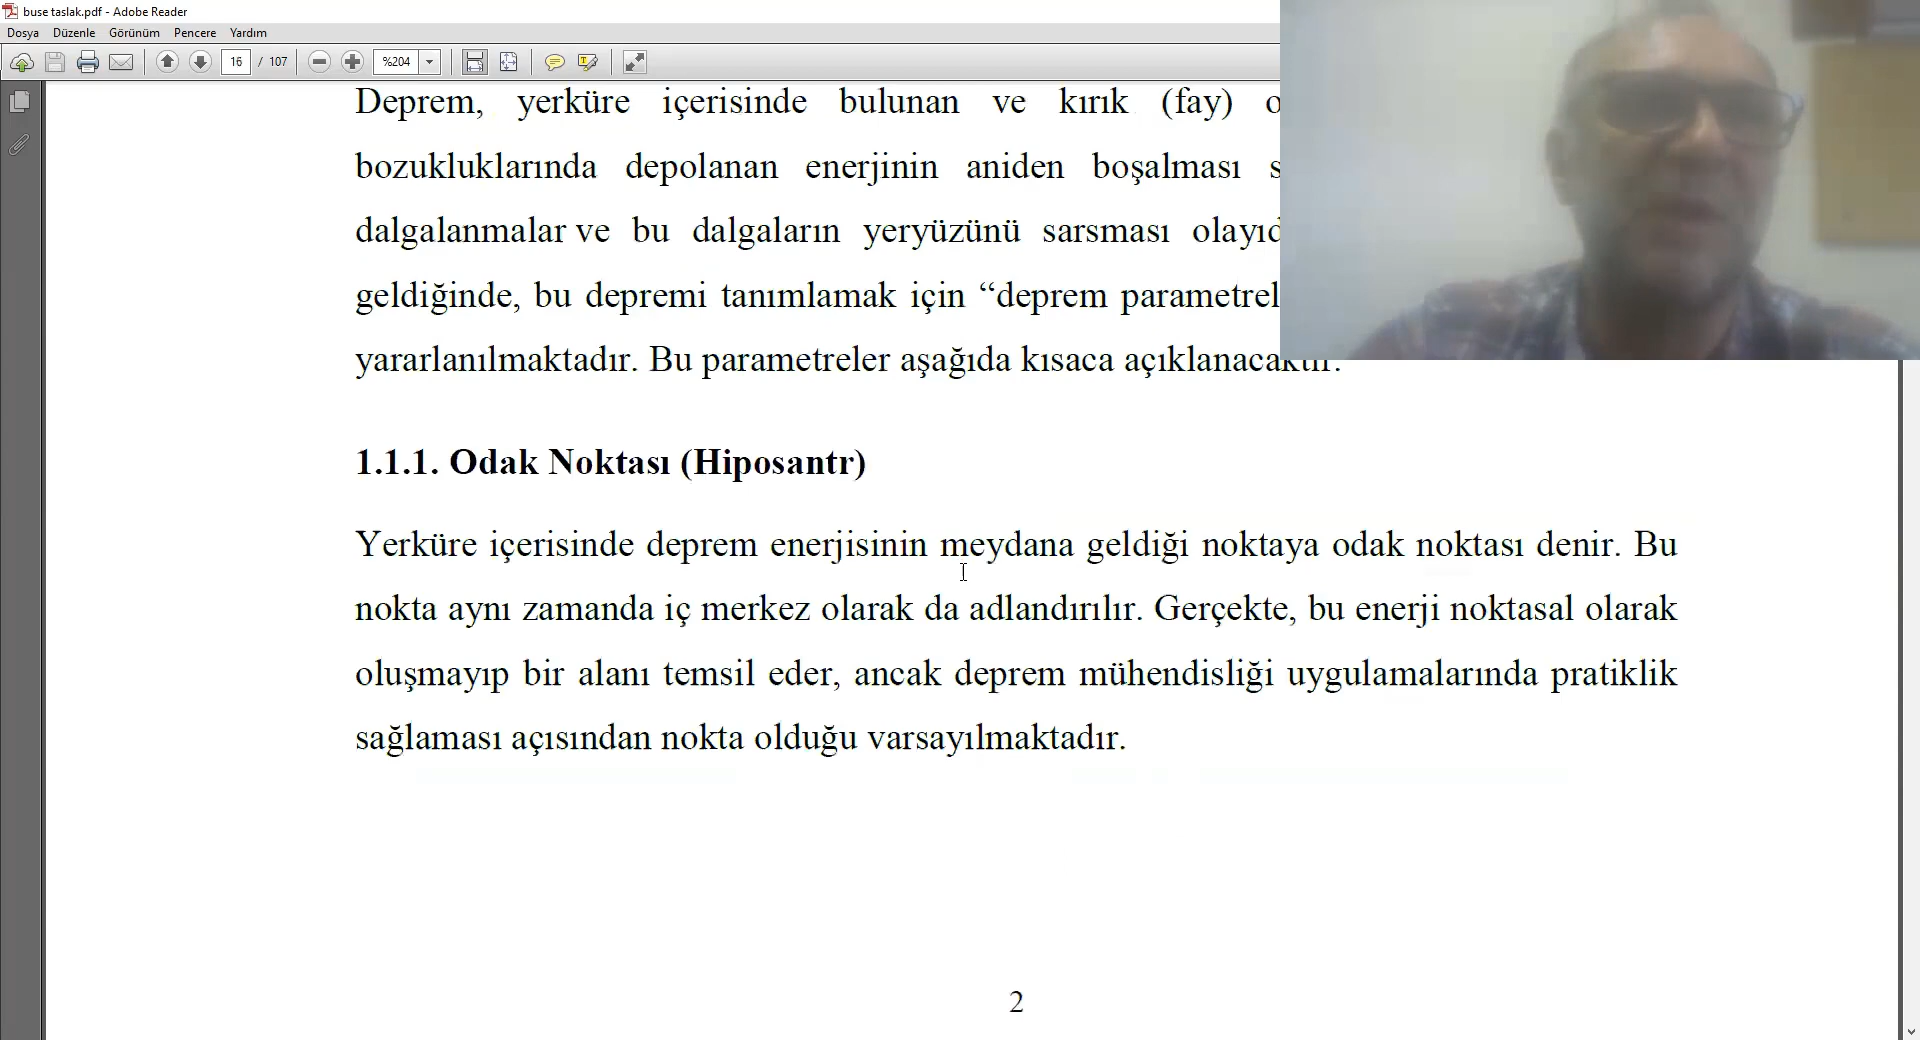 buse taslak.pdf - Adobe Reader
Dosya Düzenle Görünüm Pencere Yardım
16 / 107 %204
Deprem, yerküre içerisinde bulunan ve kırık (fay)
bozukluklarında depolanan enerjinin aniden boşalması
dalgalanmalar ve bu dalgaların yeryüzünü sarsması
geldiğinde, bu depremi tanımlamak için “deprem
yararlanılmaktadır. Bu parametreler aşağıda kısaca açıklanacaktır.
1.1.1. Odak Noktası (Hiposantr)
Yerküre içerisinde deprem enerjisinin meydana geldiği noktaya odak noktası denir. Bu
nokta aynı zamanda iç merkez olarak da adlandırılır. Gerçekte, bu enerji noktasal olarak
oluşmayıp bir alanı temsil eder, ancak deprem mühendisliği uygulamalarında pratiklik
sağlaması açısından nokta olduğu varsayılmaktadır.
2